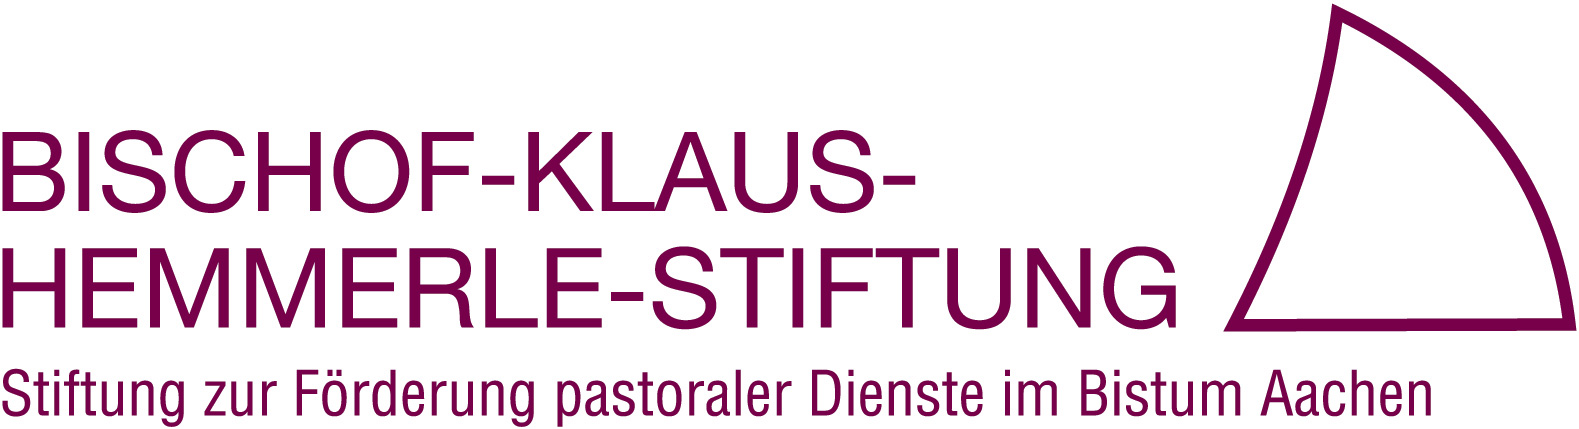 BISCHOF-KLAUS-
HEMMERLE-STIFTUNG
Stiftung zur Förderung pastoraler Dienste im Bistum Aachen